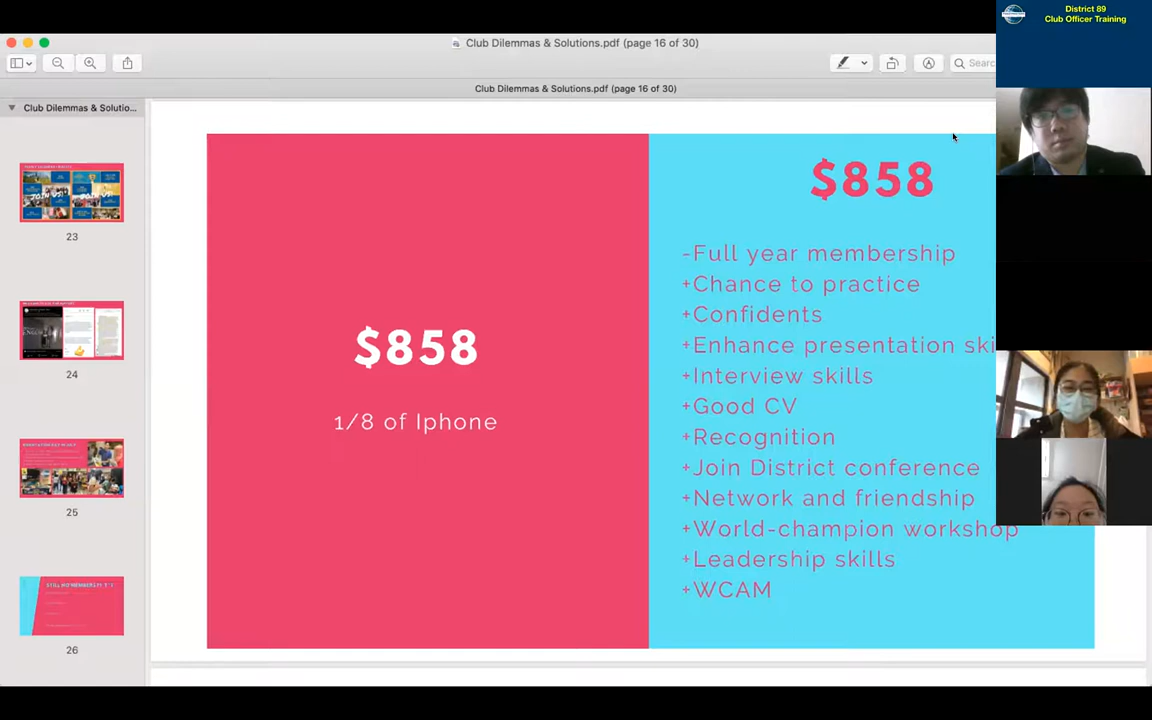 District 89
Club Officer Training
Club Dilemmas & Solutions.pdf (page 16 of 30)
Searc
Club Dilemmas & Solutions.pdf (page 16 of 30)
Club Dilemmas & Solutio...
23
24
25
26
$858
1/8 of Iphone
$858
-Full year membership
+Chance to practice
+Confidents
+Enhance presentation ski
+Interview skills
+Good CV
+Recognition
+Join District conference
+Network and friendship
+World-champion workshop
+Leadership skills
+WCAM